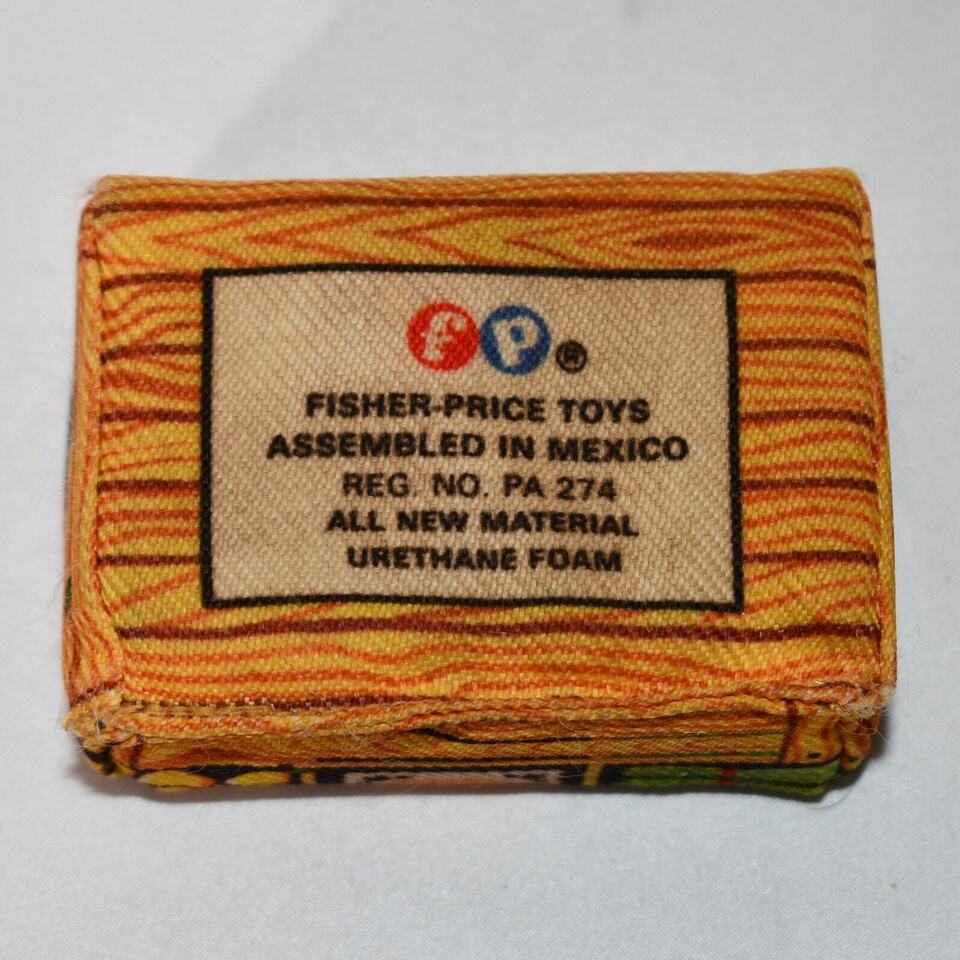 fp®
FISHER-PRICE TOYS
ASSEMBLED IN MEXICO
REG. NO. PA 274
ALL NEW MATERIAL
URETHANE FOAM